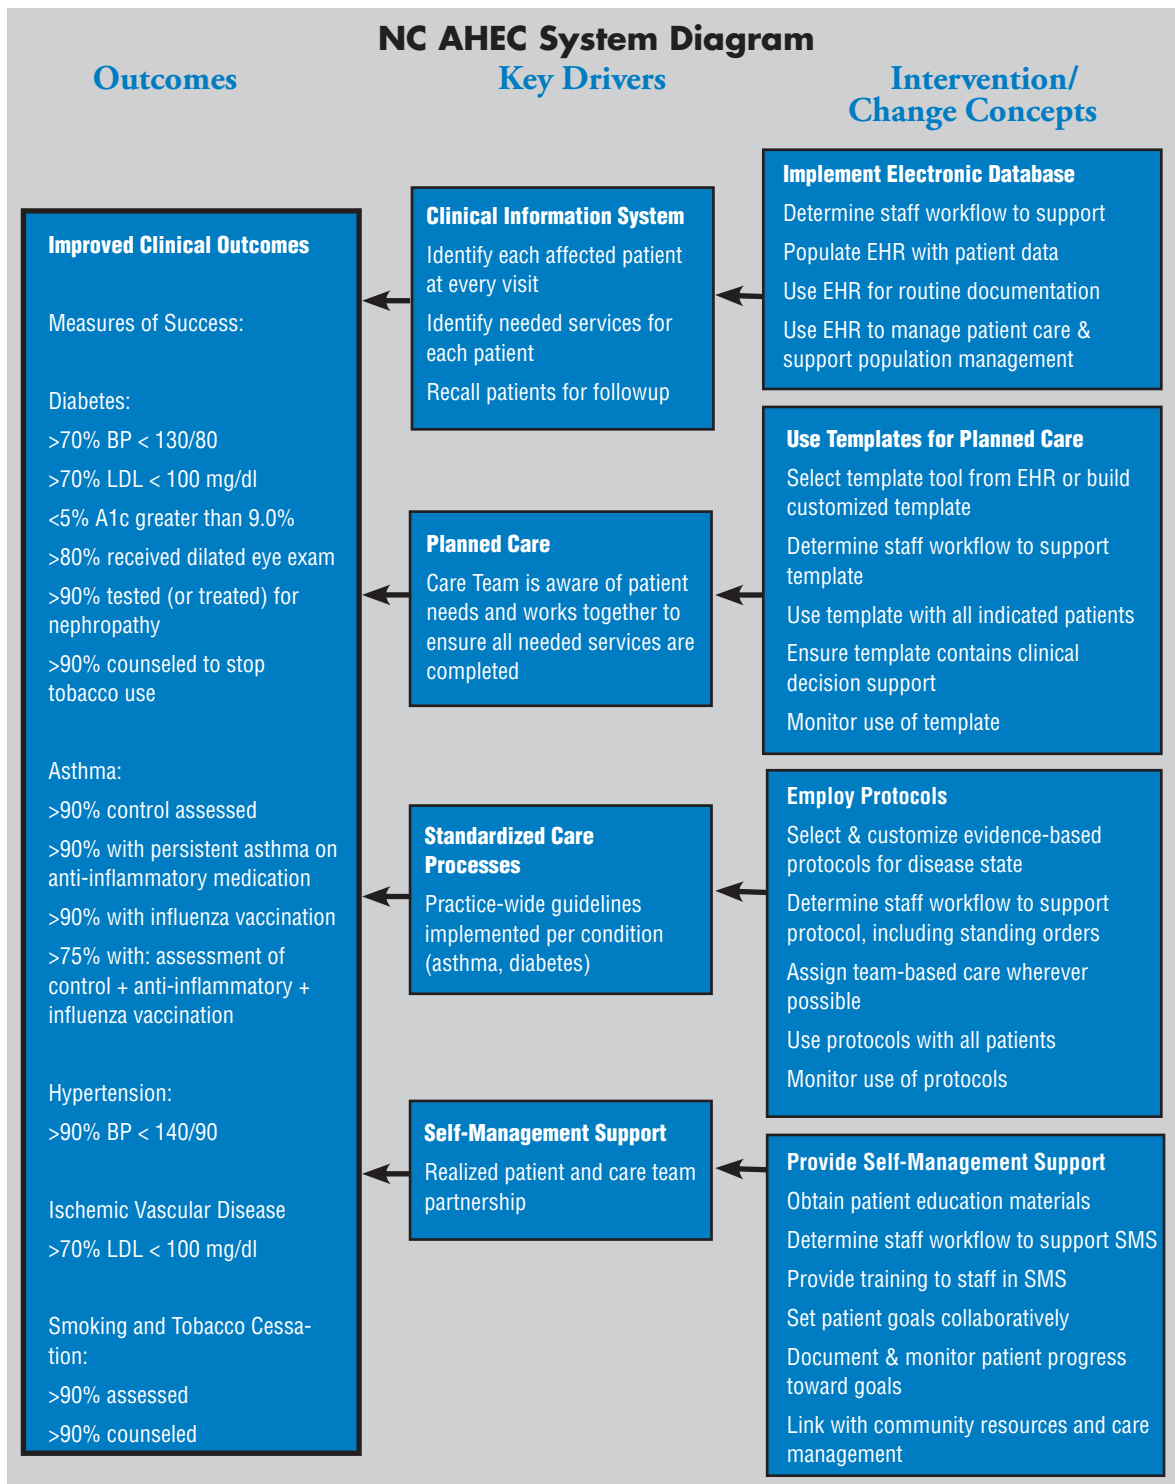 NC AHEC System Diagram
Outcomes
Key Drivers
Intervention/
Change Concepts
Improved Clinical Outcomes
Measures of Success:
Diabetes:
>70% BP < 130/80
>70% LDL < 100 mg/dl
<5% A1c greater than 9.0%
>80% received dilated eye exam
>90% tested (or treated) for
nephropathy
>90% counseled to stop
tobacco use
Asthma:
>90% control assessed
>90% with persistent asthma on
anti-inflammatory medication
>90% with influenza vaccination
>75% with: assessment of
control + anti-inflammatory +
influenza vaccination
Hypertension:
>90% BP < 140/90
Ischemic Vascular Disease
>70% LDL < 100 mg/dl
Smoking and Tobacco Cessa-
tion:
>90% assessed
>90% counseled
Clinical Information System
Identify each affected patient
at every visit
Identify needed services for
each patient
Recall patients for followup
Planned Care
Care Team is aware of patient
needs and works together to
ensure all needed services are
completed
Standardized Care
Processes
Practice-wide guidelines
implemented per condition
(asthma, diabetes)
Self-Management Support
Realized patient and care team
partnership
Implement Electronic Database
Determine staff workflow to support
Populate EHR with patient data
Use EHR for routine documentation
Use EHR to manage patient care &
support population management
Use Templates for Planned Care
Select template tool from EHR or build
customized template
Determine staff workflow to support
template
Use template with all indicated patients
Ensure template contains clinical
decision support
Monitor use of template
Employ Protocols
Select & customize evidence-based
protocols for disease state
Determine staff workflow to support
protocol, including standing orders
Assign team-based care wherever
possible
Use protocols with all patients
Monitor use of protocols
Provide Self-Management Support
Obtain patient education materials
Determine staff workflow to support SMS
Provide training to staff in SMS
Set patient goals collaboratively
Document & monitor patient progress
toward goals
Link with community resources and care
management